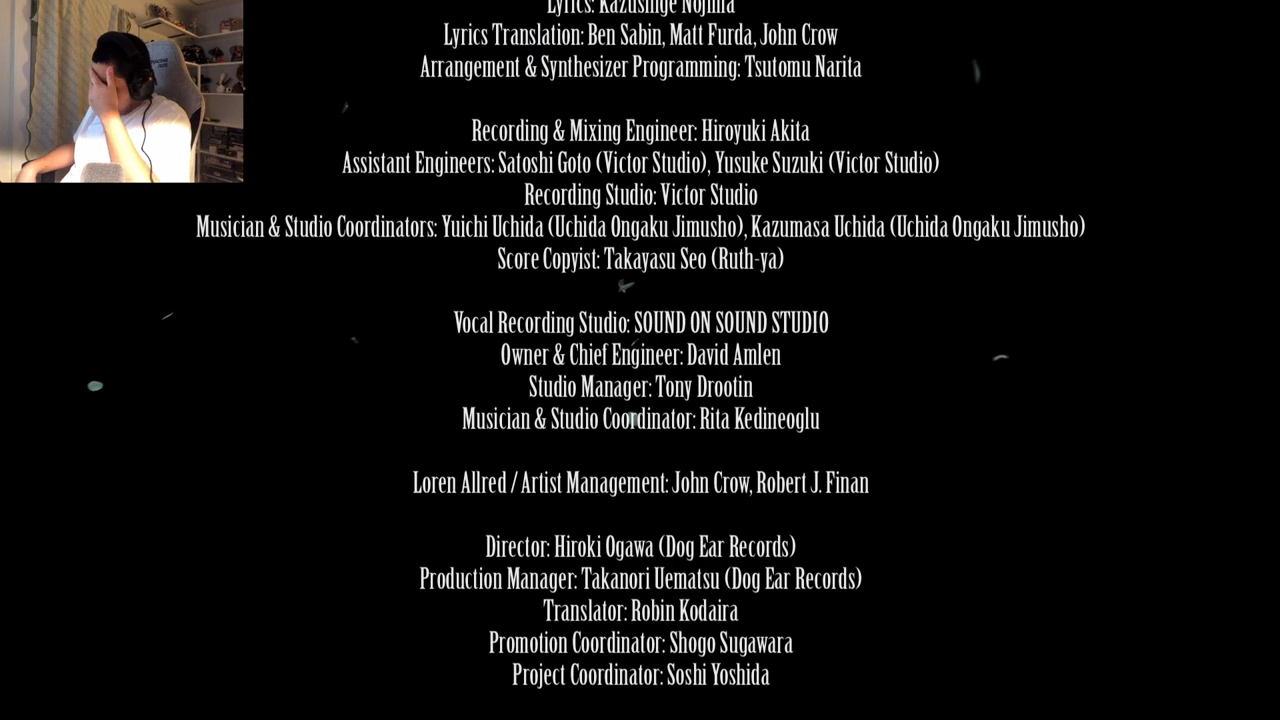 Lyrics: Kazushige Nojima
Lyrics Translation: Ben Sabin, Matt Furda, John Crow
Arrangement & Synthesizer Programming: Tsutomu Narita
Recording & Mixing Engineer: Hiroyuki Akita
Assistant Engineers: Satoshi Goto (Victor Studio), Yusuke Suzuki (Victor Studio)
Recording Studio: Victor Studio
Musician & Studio Coordinators: Yuichi Uchida (Uchida Ongaku Jimusho), Kazumasa Uchida (Uchida Ongaku Jimusho)
Score Copyist: Takayasu Seo (Ruth-ya)
Vocal Recording Studio: SOUND ON SOUND STUDIO
Owner & Chief Engineer: David Amlen
Studio Manager: Tony Drootin
Musician & Studio Coordinator: Rita Kedineoglu
Loren Allred / Artist Management: John Crow, Robert J. Finan
Director: Hiroki Ogawa (Dog Ear Records)
Production Manager: Takanori Uematsu (Dog Ear Records)
Translator: Robin Kodaira
Promotion Coordinator: Shogo Sugawara
Project Coordinator: Soshi Yoshida